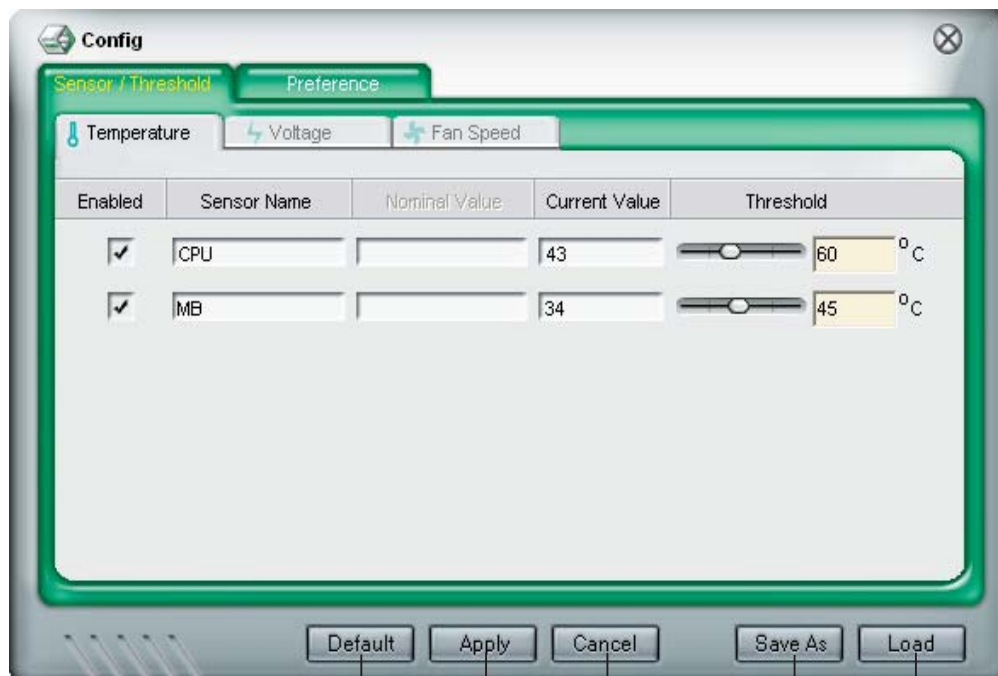 Config
Sensor / Threshold Preference
Temperature Voltage Fan Speed
Enabled Sensor Name Nominal Value Current Value Threshold
CPU 43 60 °C
MB 34 45 °C
Default Apply Cancel Save As Load